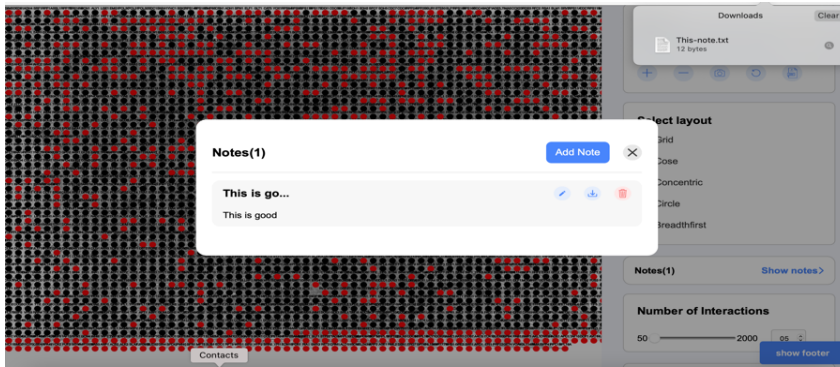 Downloads
Clear
This-note.txt
12 bytes
Notes(1)
Add Note
This is go...
This is good
Select layout
Grid
Cose
Concentric
Circle
Breadthfirst
Notes(1)
Show notes>
Number of Interactions
50
2000
show footer
Contacts